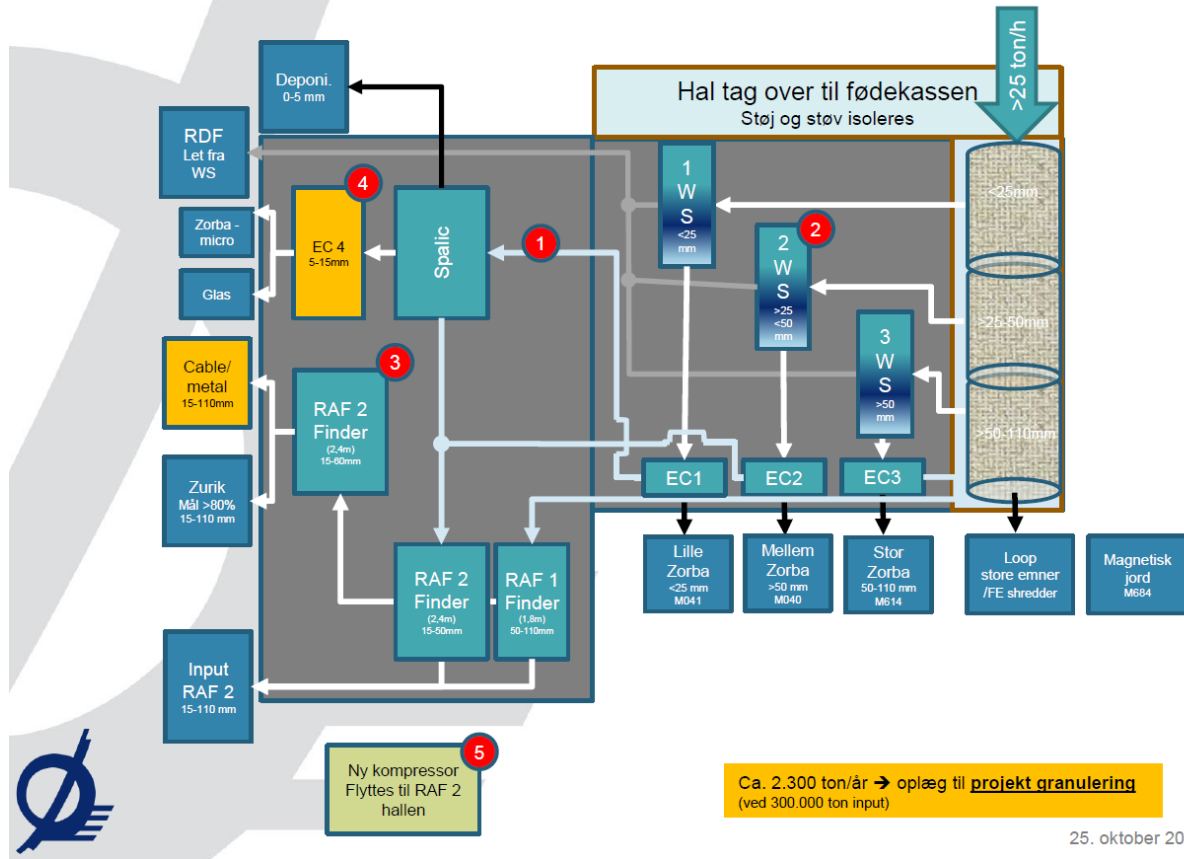 >25 ton/h
Deponi.
0-5 mm
Hal tag over til fødekassen
Støj og støv isoleres
RDF
Let fra
WS
4
1
W
S
<25
mm
<25mm
Zorba -
micro
EC 4
5-15mm
Spalic
1
2
2
W
S
>25
<50
mm
Glas
>25-50mm
3
W
S
>50
mm
Cable/
metal
15-110mm
3
RAF 2
Finder
(2,4m)
15-60mm
>50-110mm
Zurik
Mål >80%
15-110 mm
EC1
EC2
EC3
RAF 2
Finder
(2,4m)
15-50mm
RAF 1
Finder
(1,8m)
50-110mm
Lille
Zorba
<25 mm
M041
Mellem
Zorba
>50 mm
M040
Stor
Zorba
50-110 mm
M614
Loop
store emner
/FE shredder
Magnetisk
jord
M684
Input
RAF 2
15-110 mm
5
Ny kompressor
Flyttes til RAF 2
hallen
Ca. 2.300 ton/år ➔ oplæg til projekt granulering
(ved 300.000 ton input)
25. oktober 20